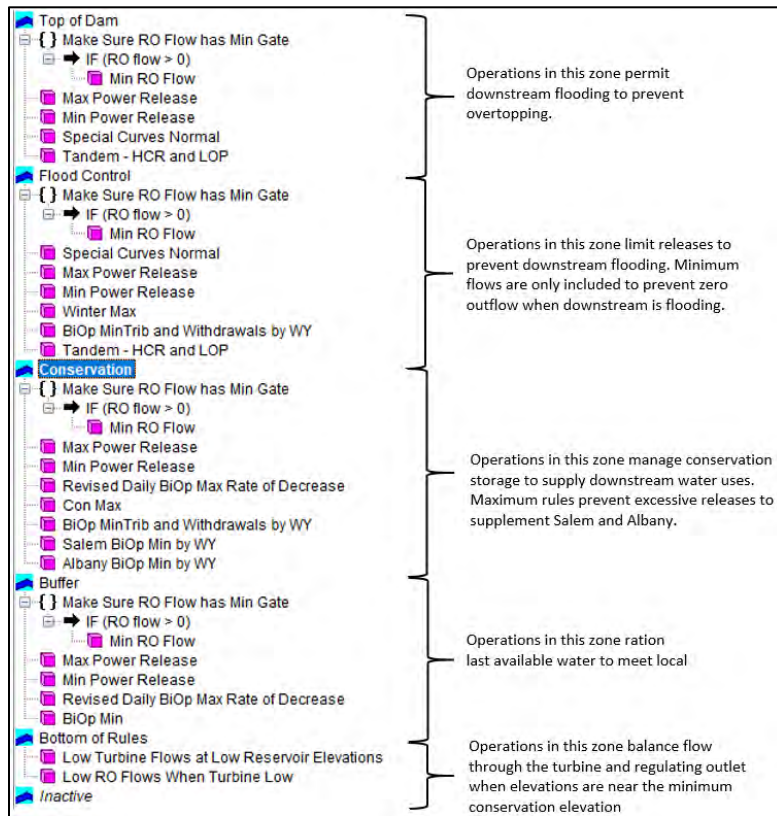 Top of Dam
{ } Make Sure RO Flow has Min Gate
IF (RO flow > 0)
Min RO Flow
Max Power Release
Min Power Release
Special Curves Normal
Tandem - HCR and LOP
Operations in this zone permit
downstream flooding to prevent
overtopping.
Flood Control
{ } Make Sure RO Flow has Min Gate
IF (RO flow > 0)
Min RO Flow
Special Curves Normal
Max Power Release
Min Power Release
Winter Max
BiOp MinTrib and Withdrawals by WY
Tandem - HCR and LOP
Operations in this zone limit releases to
prevent downstream flooding. Minimum
flows are only included to prevent zero
outflow when downstream is flooding.
Conservation
{ } Make Sure RO Flow has Min Gate
IF (RO flow > 0)
Min RO Flow
Max Power Release
Min Power Release
Revised Daily BiOp Max Rate of Decrease
Con Max
BiOp MinTrib and Withdrawals by WY
Salem BiOp Min by WY
Albany BiOp Min by WY
Operations in this zone manage conservation
storage to supply downstream water uses.
Maximum rules prevent excessive releases to
supplement Salem and Albany.
Buffer
{ } Make Sure RO Flow has Min Gate
IF (RO flow > 0)
Min RO Flow
Max Power Release
Min Power Release
Revised Daily BiOp Max Rate of Decrease
BiOp Min
Operations in this zone ration
last available water to meet local
Bottom of Rules
Low Turbine Flows at Low Reservoir Elevations
Low RO Flows When Turbine Low
Inactive
Operations in this zone balance flow
through the turbine and regulating outlet
when elevations are near the minimum
conservation elevation